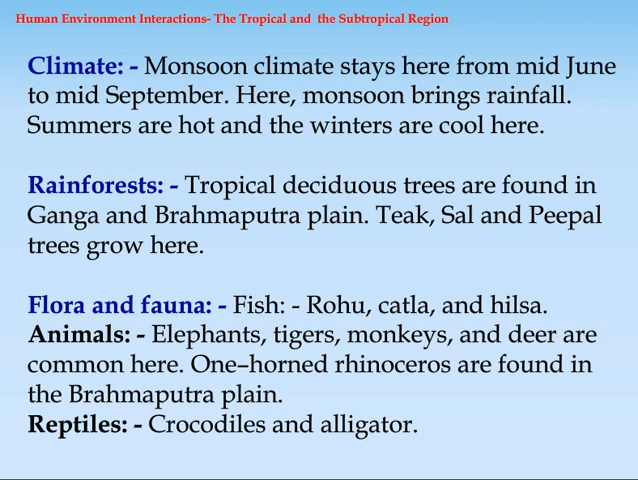 Human Environment Interactions- The Tropical and the Subtropical Region
Climate: - Monsoon climate stays here from mid June
to mid September. Here, monsoon brings rainfall.
Summers are hot and the winters are cool here.
Rainforests: - Tropical deciduous trees are found in
Ganga and Brahmaputra plain. Teak, Sal and Peepal
trees grow here.
Flora and fauna: - Fish: - Rohu, catla, and hilsa.
Animals: - Elephants, tigers, monkeys, and deer are
common here. One–horned rhinoceros are found in
the Brahmaputra plain.
Reptiles: - Crocodiles and alligator.